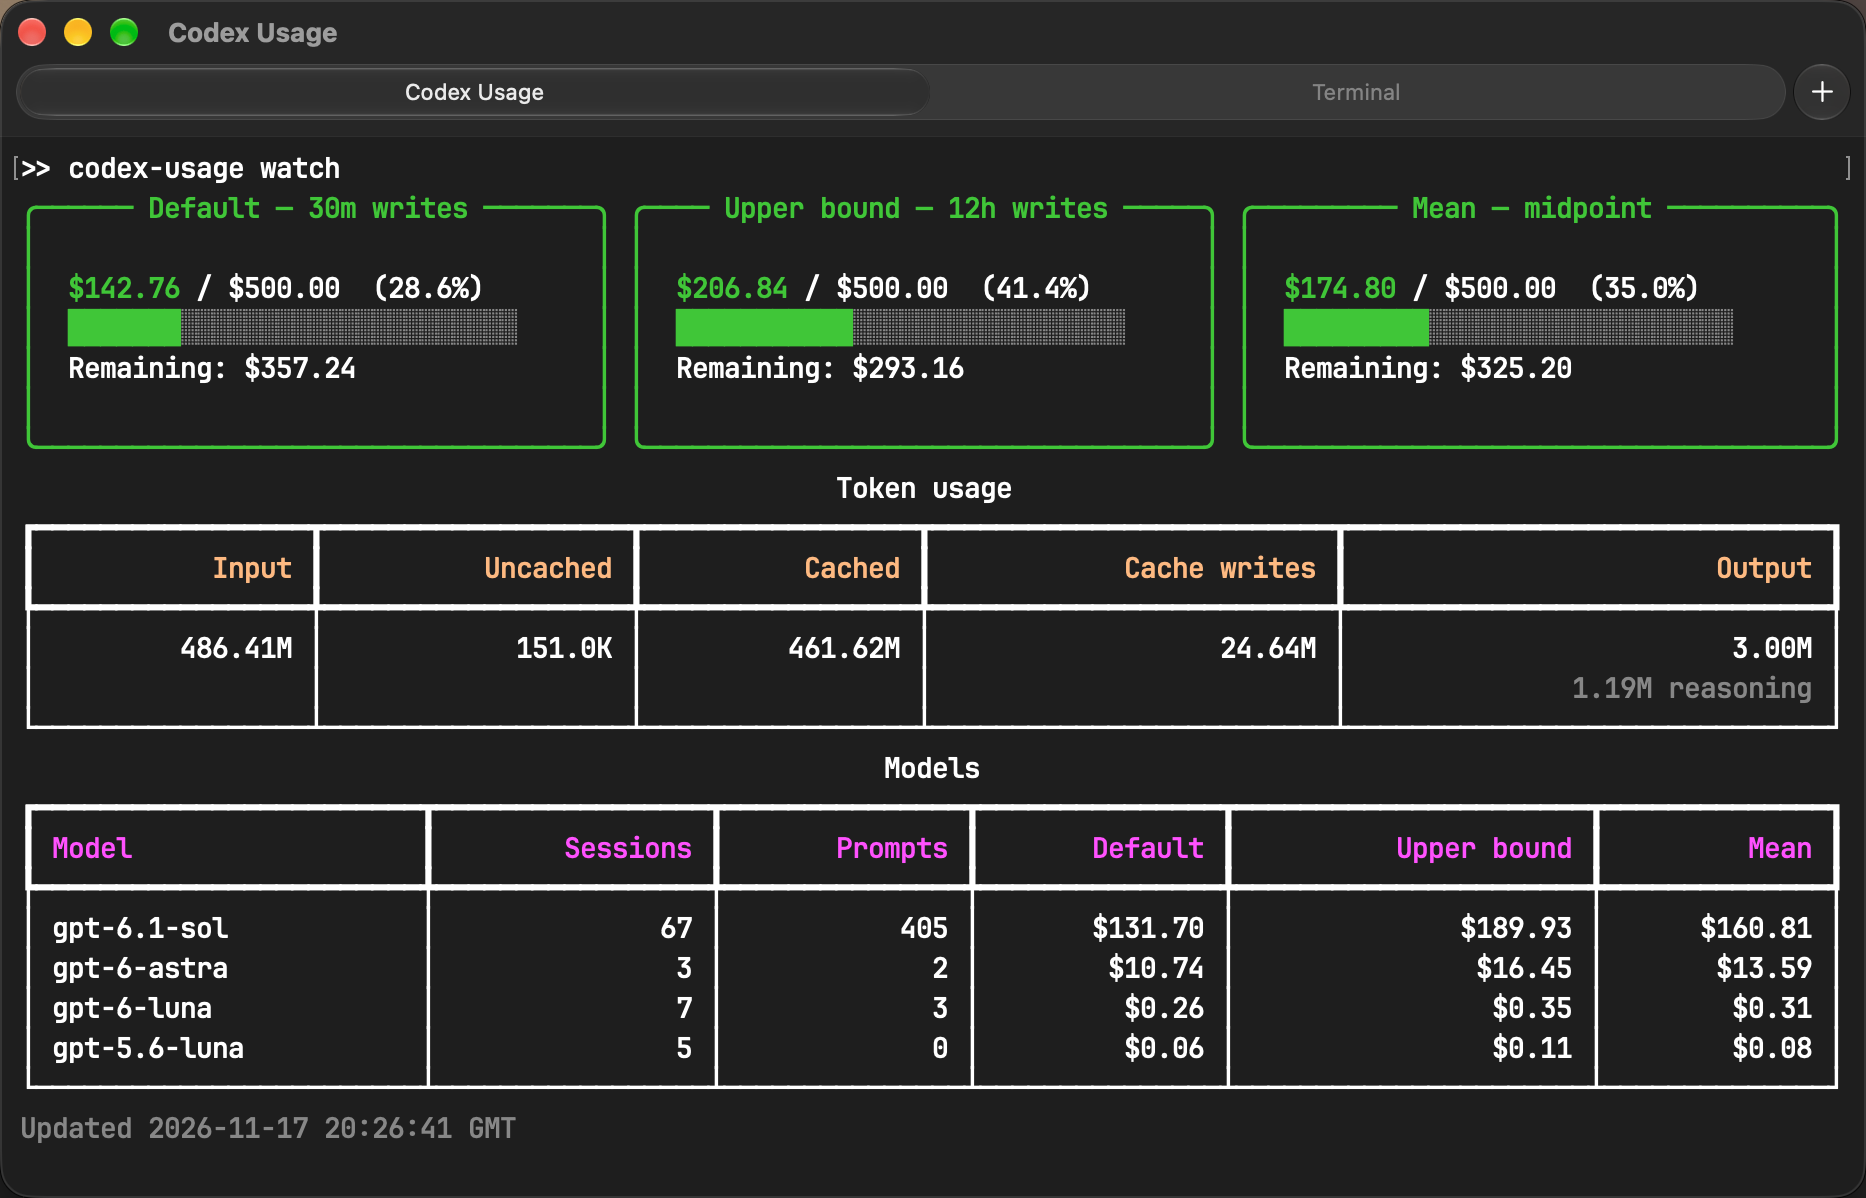 Codex Usage
Codex Usage Terminal +
[>> codex-usage watch ]
Default — 30m writes Upper bound — 12h writes Mean — midpoint
$142.76 / $500.00 (28.6%) $206.84 / $500.00 (41.4%) $174.80 / $500.00 (35.0%)
Remaining: $357.24 Remaining: $293.16 Remaining: $325.20
Token usage
Input Uncached Cached Cache writes Output
486.41M 151.0K 461.62M 24.64M 3.00M
1.19M reasoning
Models
Model Sessions Prompts Default Upper bound Mean
gpt-6.1-sol 67 405 $131.70 $189.93 $160.81
gpt-6-astra 3 2 $10.74 $16.45 $13.59
gpt-6-luna 7 3 $0.26 $0.35 $0.31
gpt-5.6-luna 5 0 $0.06 $0.11 $0.08
Updated 2026-11-17 20:26:41 GMT